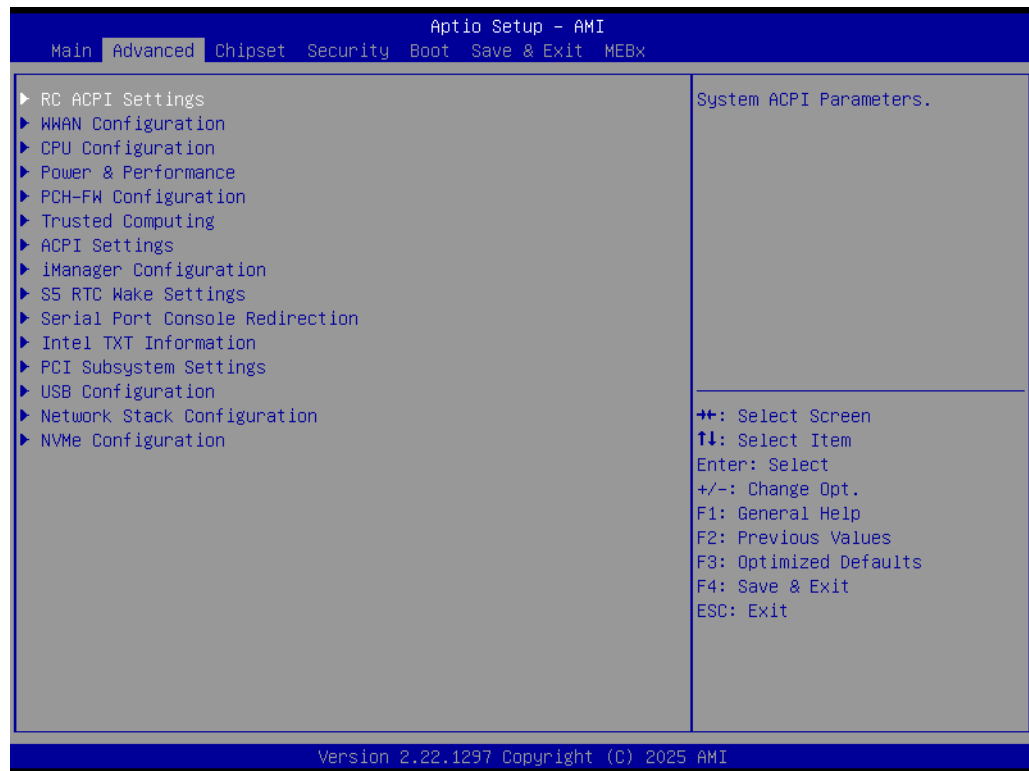 Aptio Setup – AMI
Main Advanced Chipset Security Boot Save & Exit MEBx
RC ACPI Settings
WWAN Configuration
CPU Configuration
Power & Performance
PCH-FW Configuration
Trusted Computing
ACPI Settings
iManager Configuration
S5 RTC Wake Settings
Serial Port Console Redirection
Intel TXT Information
PCI Subsystem Settings
USB Configuration
Network Stack Configuration
NVMe Configuration
System ACPI Parameters.
→←: Select Screen
↑↓: Select Item
Enter: Select
+/-: Change Opt.
F1: General Help
F2: Previous Values
F3: Optimized Defaults
F4: Save & Exit
ESC: Exit
Version 2.22.1297 Copyright (C) 2025 AMI